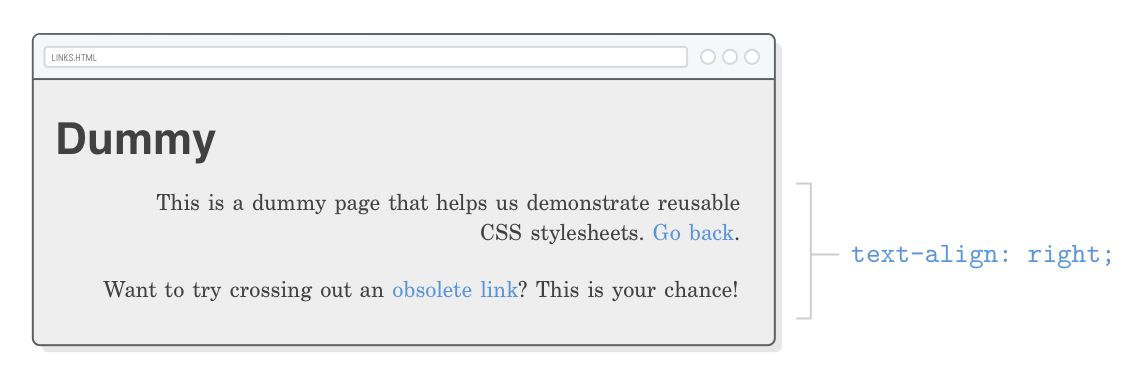 LINKS.HTML
Dummy
This is a dummy page that helps us demonstrate reusable
CSS stylesheets. Go back.
text-align: right;
Want to try crossing out an obsolete link? This is your chance!